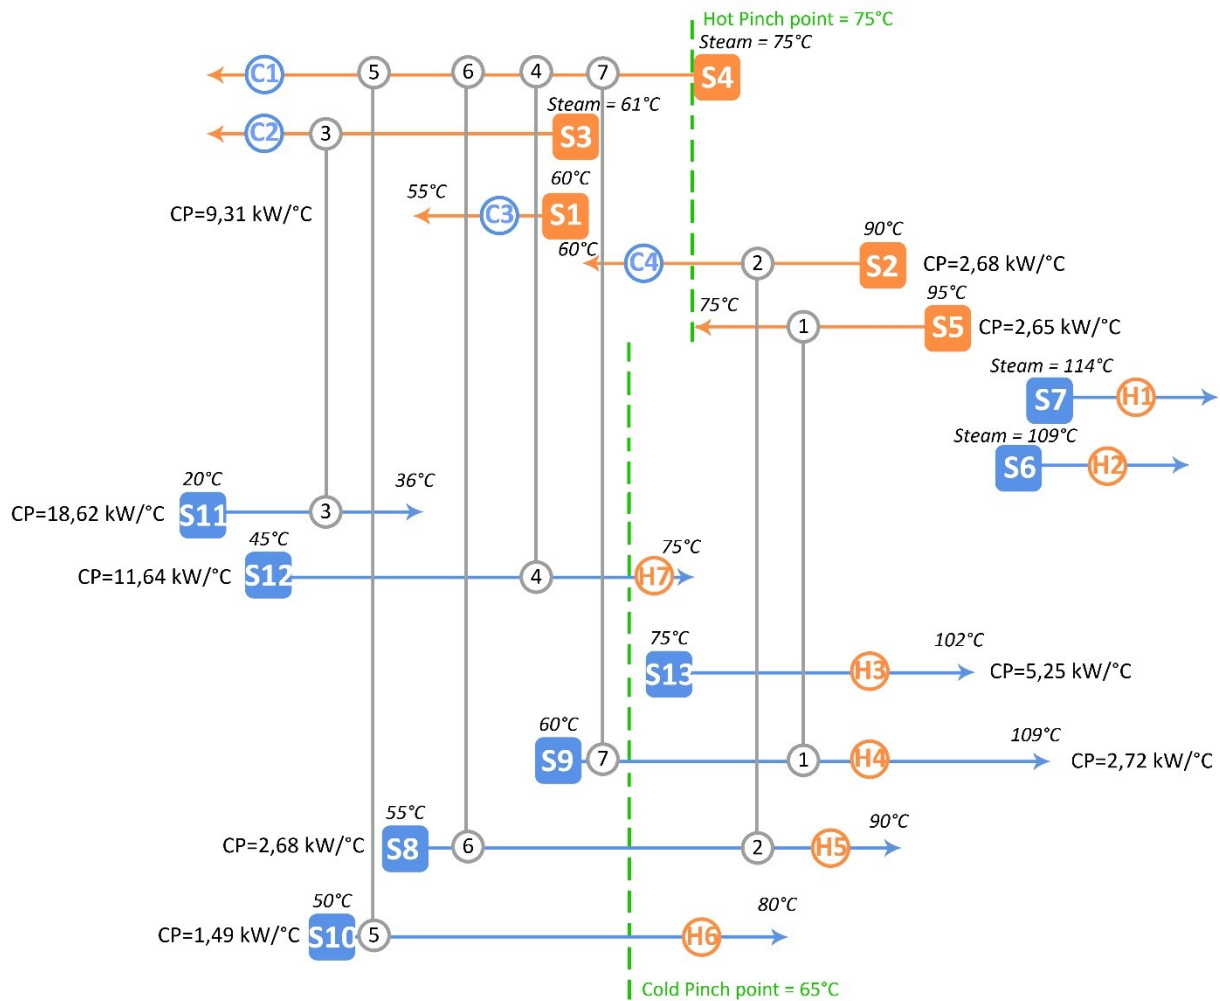 Hot Pinch point = 75°C
Steam = 75°C
C1
5
6
4
7
S4
Steam = 61°C
C2
3
S3
60°C
55°C
C3
S1
CP=9,31 kW/°C
90°C
60°C
C4
2
S2
CP=2,68 kW/°C
95°C
75°C
1
S5
CP=2,65 kW/°C
Steam = 114°C
S7
H1
Steam = 109°C
S6
H2
20°C
36°C
CP=18,62 kW/°C
S11
3
45°C
75°C
CP=11,64 kW/°C
S12
4
H7
75°C
102°C
S13
H3
CP=5,25 kW/°C
60°C
109°C
S9
7
1
H4
CP=2,72 kW/°C
55°C
90°C
CP=2,68 kW/°C
S8
6
2
H5
50°C
80°C
CP=1,49 kW/°C
S10
5
H6
Cold Pinch point = 65°C